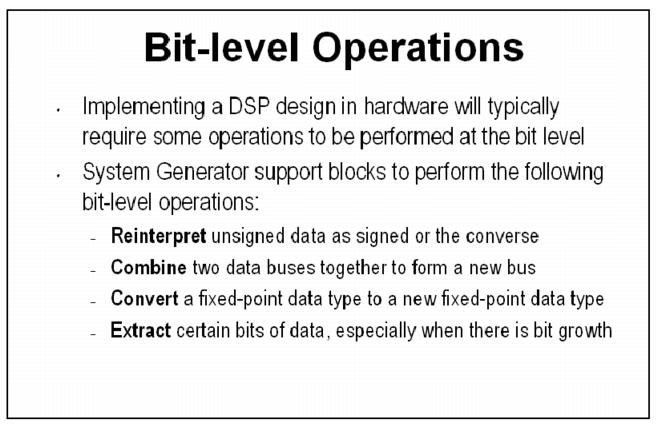 Bit-level Operations
· Implementing a DSP design in hardware will typically
require some operations to be performed at the bit level
· System Generator support blocks to perform the following
bit-level operations:
- Reinterpret unsigned data as signed or the converse
- Combine two data buses together to form a new bus
- Convert a fixed-point data type to a new fixed-point data type
- Extract certain bits of data, especially when there is bit growth